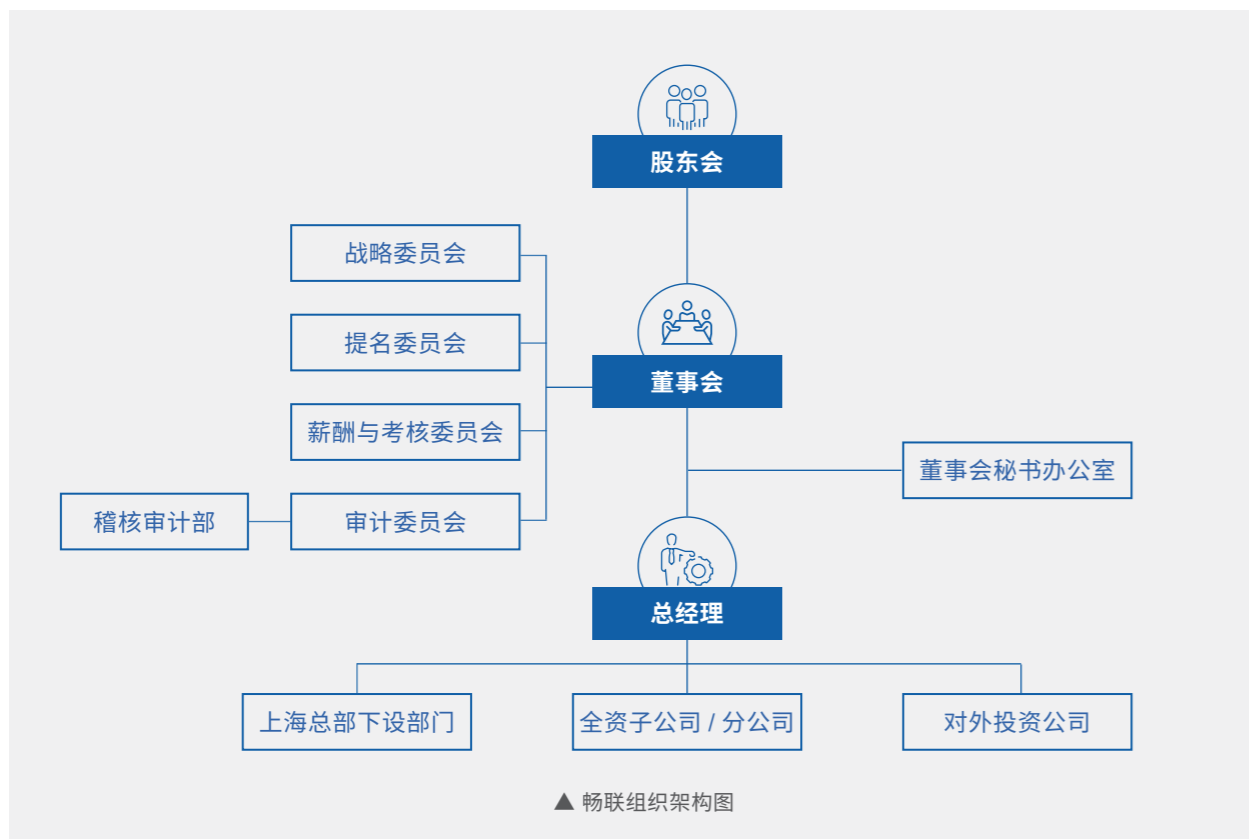 股东会
战略委员会
提名委员会
董事会
薪酬与考核委员会
董事会秘书办公室
稽核审计部
审计委员会
总经理
上海总部下设部门
全资子公司 / 分公司
对外投资公司
▲ 畅联组织架构图